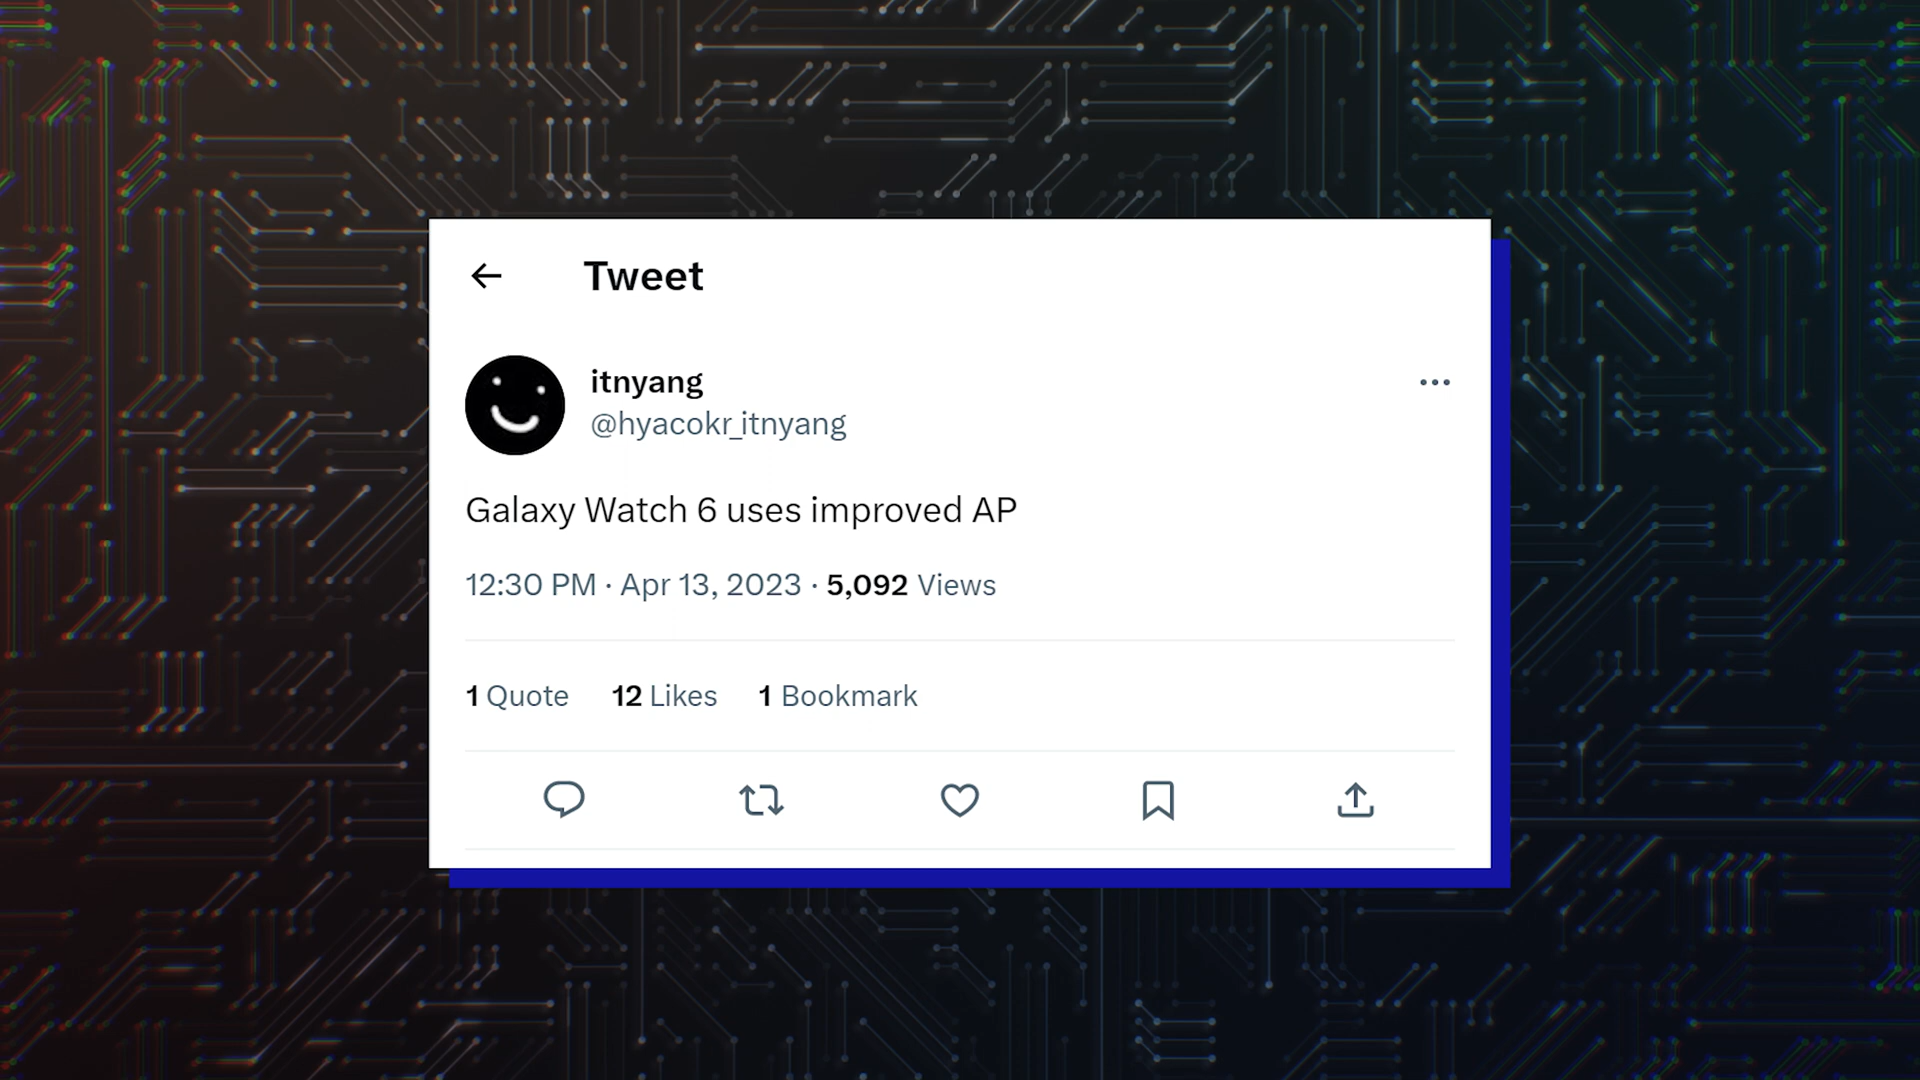 Tweet
itnyang
@hyacokr_itnyang
Galaxy Watch 6 uses improved AP
12:30 PM · Apr 13, 2023 · 5,092 Views
1 Quote 12 Likes 1 Bookmark